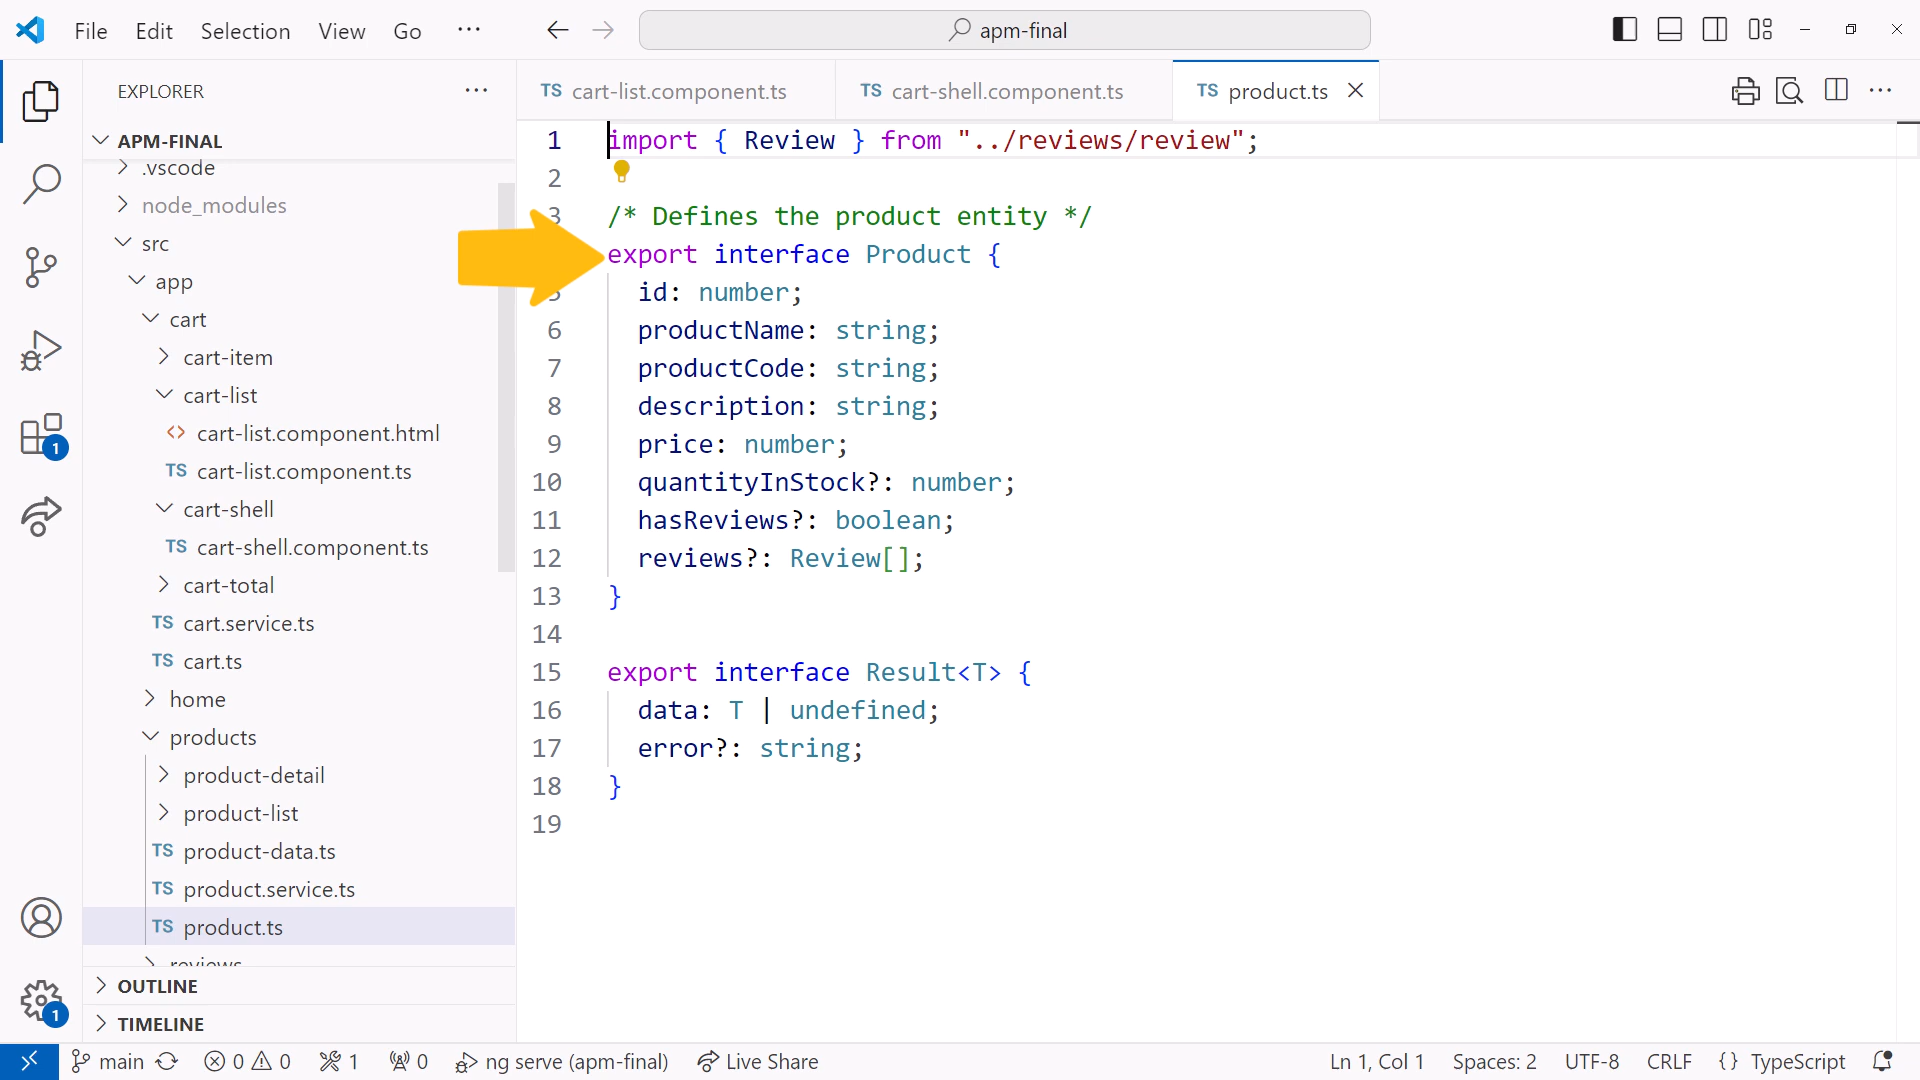 File Edit Selection View Go ···
apm-final
EXPLORER
APM-FINAL
.vscode
node_modules
src
app
cart
cart-item
cart-list
<> cart-list.component.html
TS cart-list.component.ts
cart-shell
TS cart-shell.component.ts
cart-total
TS cart.service.ts
TS cart.ts
home
products
product-detail
product-list
TS product-data.ts
TS product.service.ts
TS product.ts
reviews
OUTLINE
TIMELINE
1
1
TS cart-list.component.ts TS cart-shell.component.ts TS product.ts
1 import { Review } from "../reviews/review";
2
3 /* Defines the product entity */
export interface Product {
5 id: number;
6 productName: string;
7 productCode: string;
8 description: string;
9 price: number;
10 quantityInStock?: number;
11 hasReviews?: boolean;
12 reviews?: Review[];
13 }
14
15 export interface Result<T> {
16 data: T | undefined;
17 error?: string;
18 }
19
main 0 0 1 0 ng serve (apm-final) Live Share Ln 1, Col 1 Spaces: 2 UTF-8 CRLF {} TypeScript